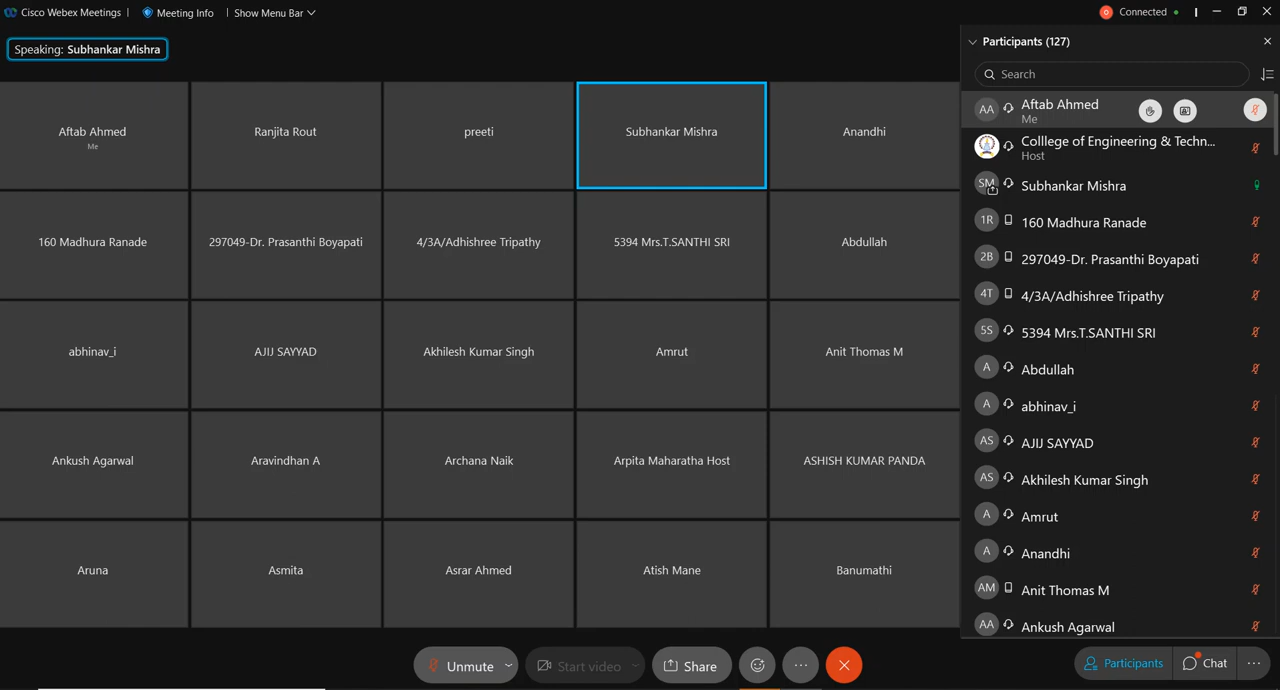 Cisco Webex Meetings
Meeting Info
Show Menu Bar
Connected
Speaking: Subhankar Mishra
Aftab Ahmed
Me
Ranjita Rout
preeti
Subhankar Mishra
Anandhi
160 Madhura Ranade
297049-Dr. Prasanthi Boyapati
4/3A/Adhishree Tripathy
5394 Mrs.T.SANTHI SRI
Abdullah
abhinav_i
AJIJ SAYYAD
Akhilesh Kumar Singh
Amrut
Anit Thomas M
Ankush Agarwal
Aravindhan A
Archana Naik
Arpita Maharatha Host
ASHISH KUMAR PANDA
Aruna
Asmita
Asrar Ahmed
Atish Mane
Banumathi
Participants (127)
Search
AA Aftab Ahmed
Me
Colllege of Engineering & Techn...
Host
SM Subhankar Mishra
1R 160 Madhura Ranade
2B 297049-Dr. Prasanthi Boyapati
4T 4/3A/Adhishree Tripathy
5S 5394 Mrs.T.SANTHI SRI
A Abdullah
A abhinav_i
AS AJIJ SAYYAD
AS Akhilesh Kumar Singh
A Amrut
A Anandhi
AM Anit Thomas M
AA Ankush Agarwal
Unmute
Start video
Share
Participants
Chat